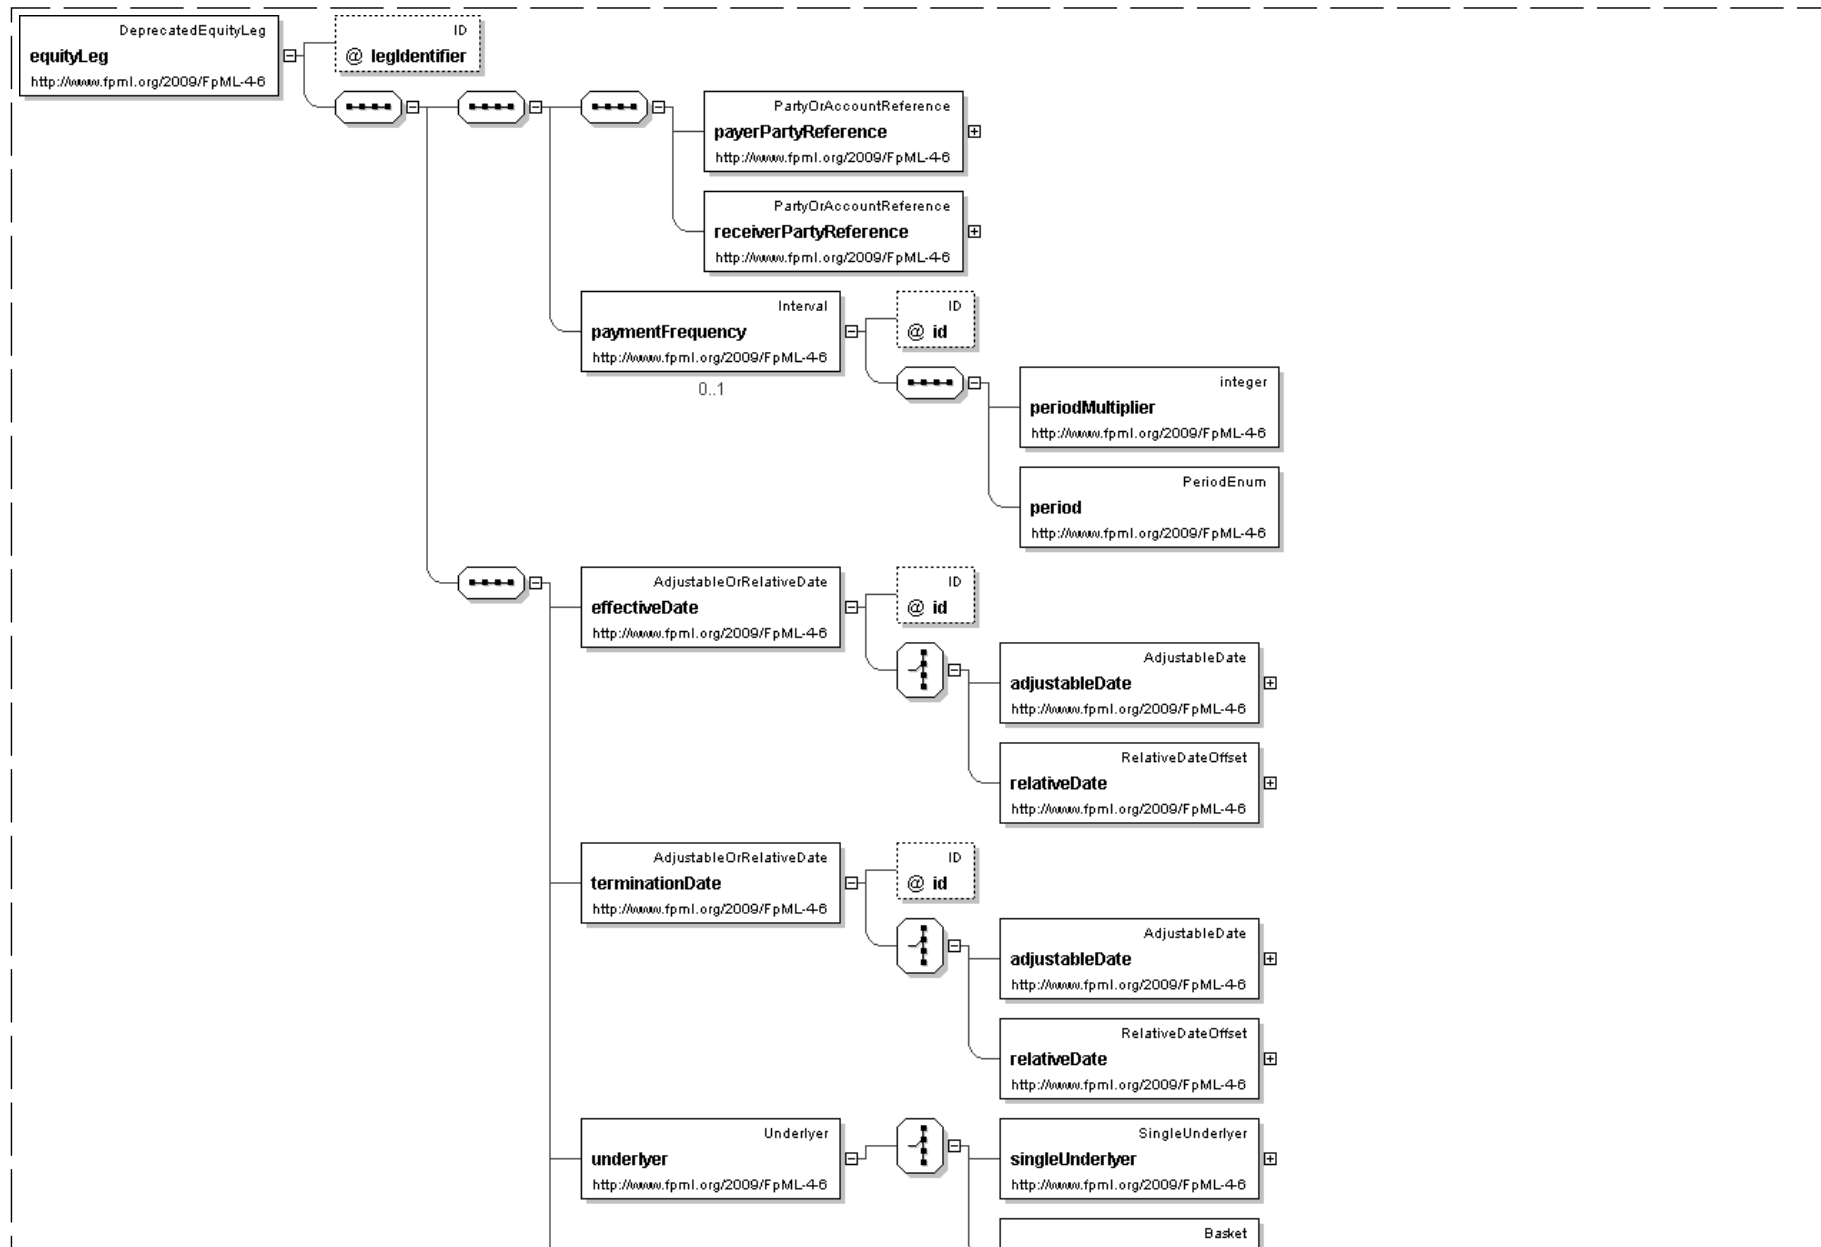 DeprecatedEquityLeg
equityLeg
http://www.fpml.org/2009/FpML-4-6
ID
@ legIdentifier
PartyOrAccountReference
payerPartyReference
http://www.fpml.org/2009/FpML-4-6
PartyOrAccountReference
receiverPartyReference
http://www.fpml.org/2009/FpML-4-6
Interval
paymentFrequency
http://www.fpml.org/2009/FpML-4-6
0..1
ID
@ id
integer
periodMultiplier
http://www.fpml.org/2009/FpML-4-6
PeriodEnum
period
http://www.fpml.org/2009/FpML-4-6
AdjustableOrRelativeDate
effectiveDate
http://www.fpml.org/2009/FpML-4-6
ID
@ id
AdjustableDate
adjustableDate
http://www.fpml.org/2009/FpML-4-6
RelativeDateOffset
relativeDate
http://www.fpml.org/2009/FpML-4-6
AdjustableOrRelativeDate
terminationDate
http://www.fpml.org/2009/FpML-4-6
ID
@ id
AdjustableDate
adjustableDate
http://www.fpml.org/2009/FpML-4-6
RelativeDateOffset
relativeDate
http://www.fpml.org/2009/FpML-4-6
Underlyer
underlyer
http://www.fpml.org/2009/FpML-4-6
SingleUnderlyer
singleUnderlyer
http://www.fpml.org/2009/FpML-4-6
Basket